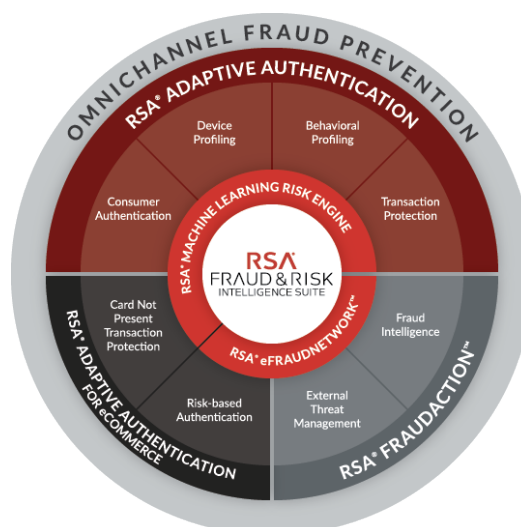 OMNICHANNEL FRAUD PREVENTION
RSA® ADAPTIVE AUTHENTICATION
Device
Profiling
Behavioral
Profiling
Consumer
Authentication
Transaction
Protection
RSA® MACHINE LEARNING RISK ENGINE
RSA
FRAUD & RISK
INTELLIGENCE SUITE
RSA® eFRAUDNETWORK™
Card Not
Present
Transaction
Protection
Risk-based
Authentication
RSA® ADAPTIVE AUTHENTICATION
FOR eCOMMERCE
Fraud
Intelligence
External
Threat
Management
RSA® FRAUDACTION™